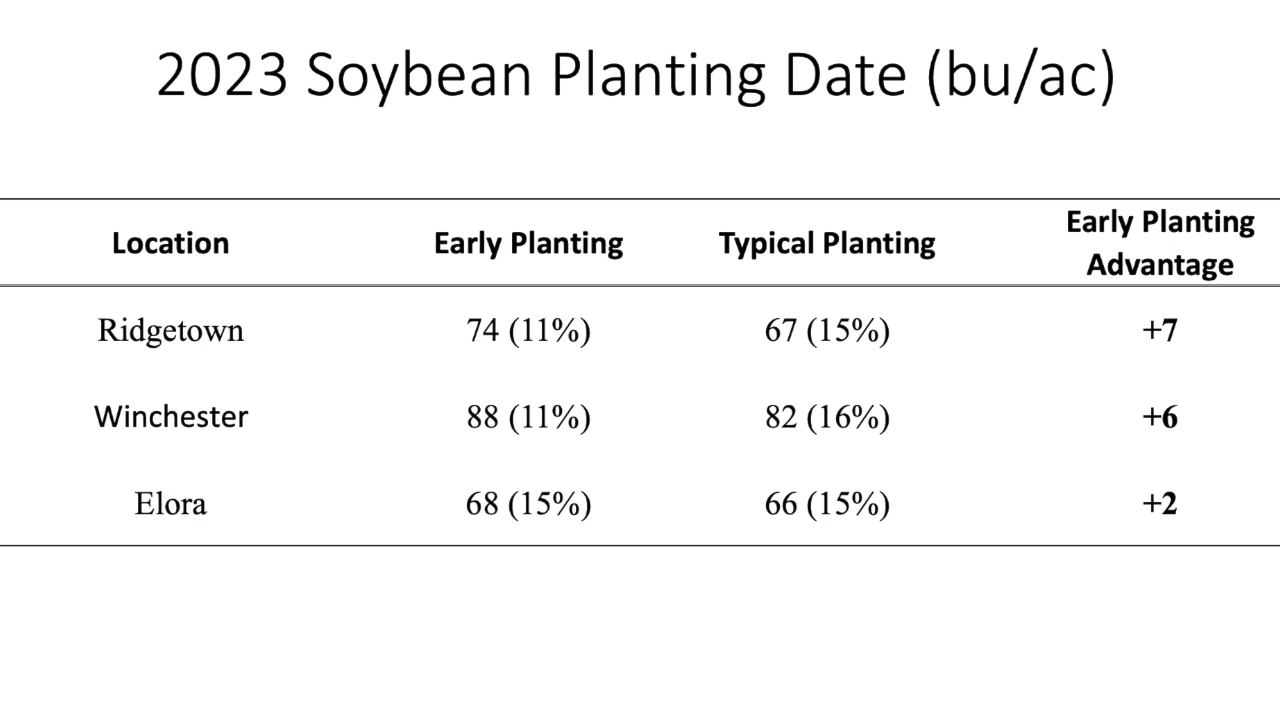 2023 Soybean Planting Date (bu/ac)
Location Early Planting Typical Planting Early Planting Advantage
Ridgetown 74 (11%) 67 (15%) +7
Winchester 88 (11%) 82 (16%) +6
Elora 68 (15%) 66 (15%) +2